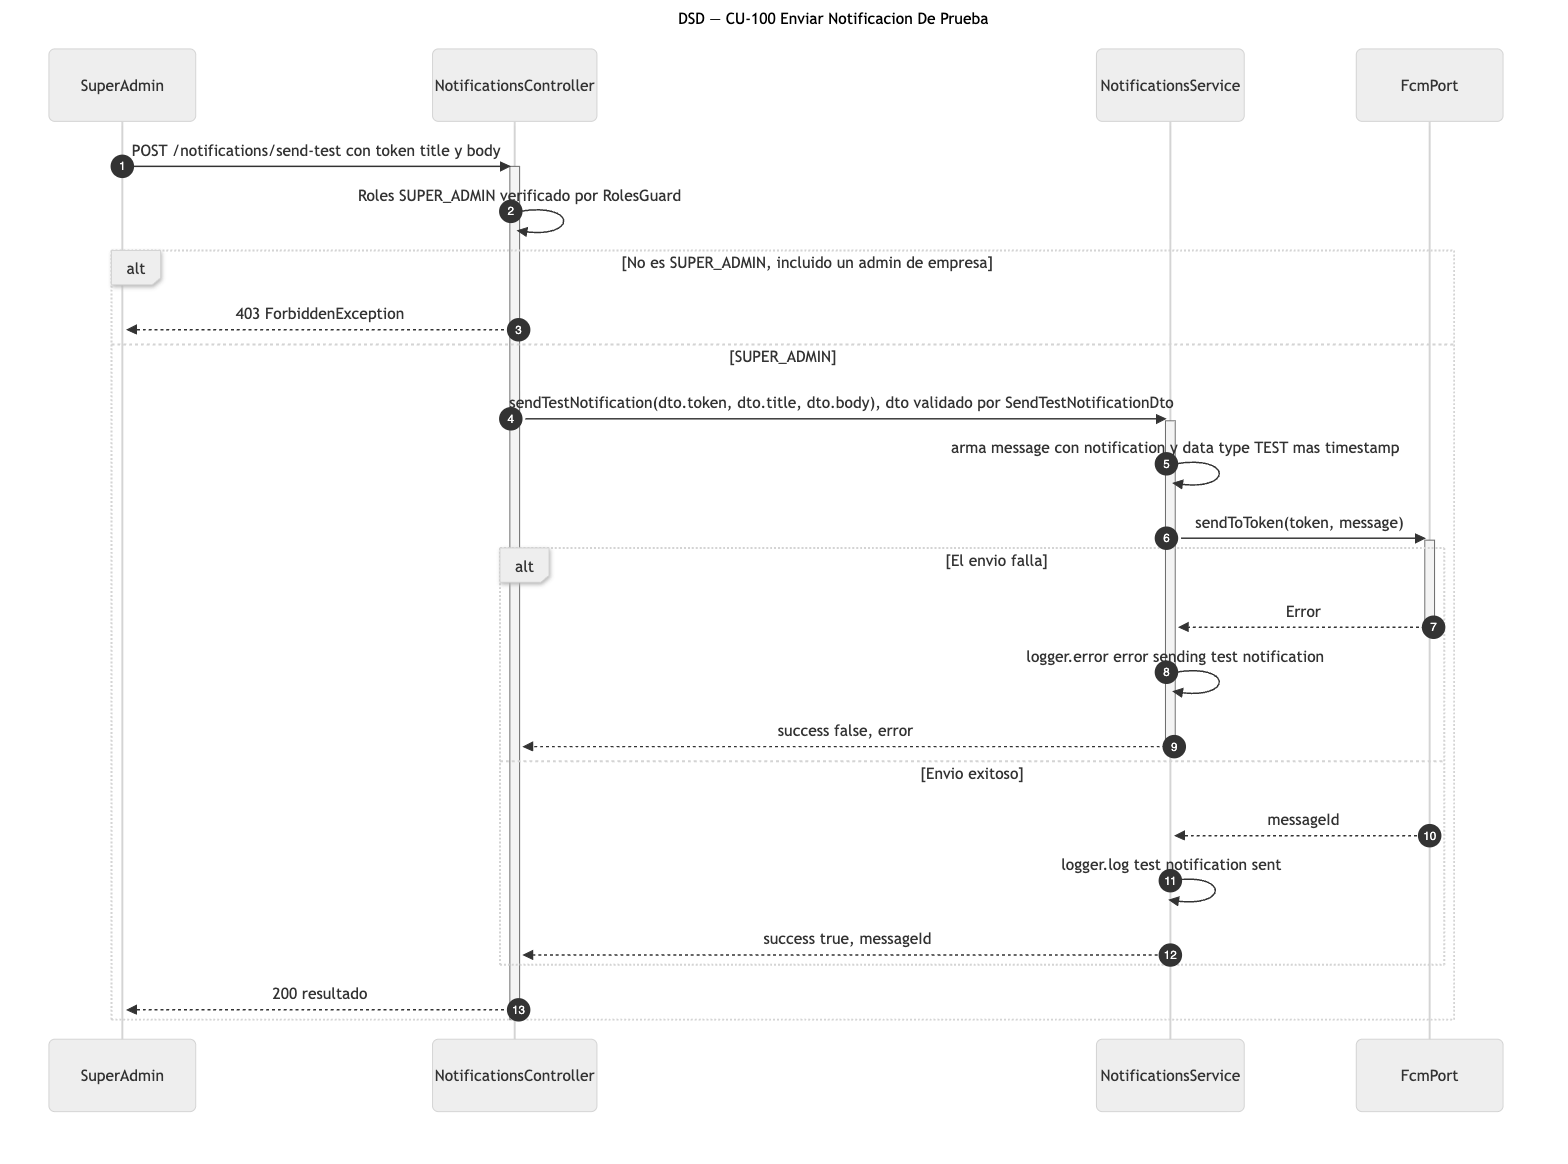 DSD — CU-100 Enviar Notificacion De Prueba
SuperAdmin
NotificationsController
NotificationsService
FcmPort
POST /notifications/send-test con token title y body
1
Roles SUPER_ADMIN verificado por RolesGuard
2
alt
[No es SUPER_ADMIN, incluido un admin de empresa]
403 ForbiddenException
3
[SUPER_ADMIN]
sendTestNotification(dto.token, dto.title, dto.body), dto validado por SendTestNotificationDto
4
arma message con notification y data type TEST mas timestamp
5
sendToToken(token, message)
6
alt
[El envio falla]
Error
7
logger.error error sending test notification
8
success false, error
9
[Envio exitoso]
messageId
10
logger.log test notification sent
11
success true, messageId
12
200 resultado
13
SuperAdmin
NotificationsController
NotificationsService
FcmPort